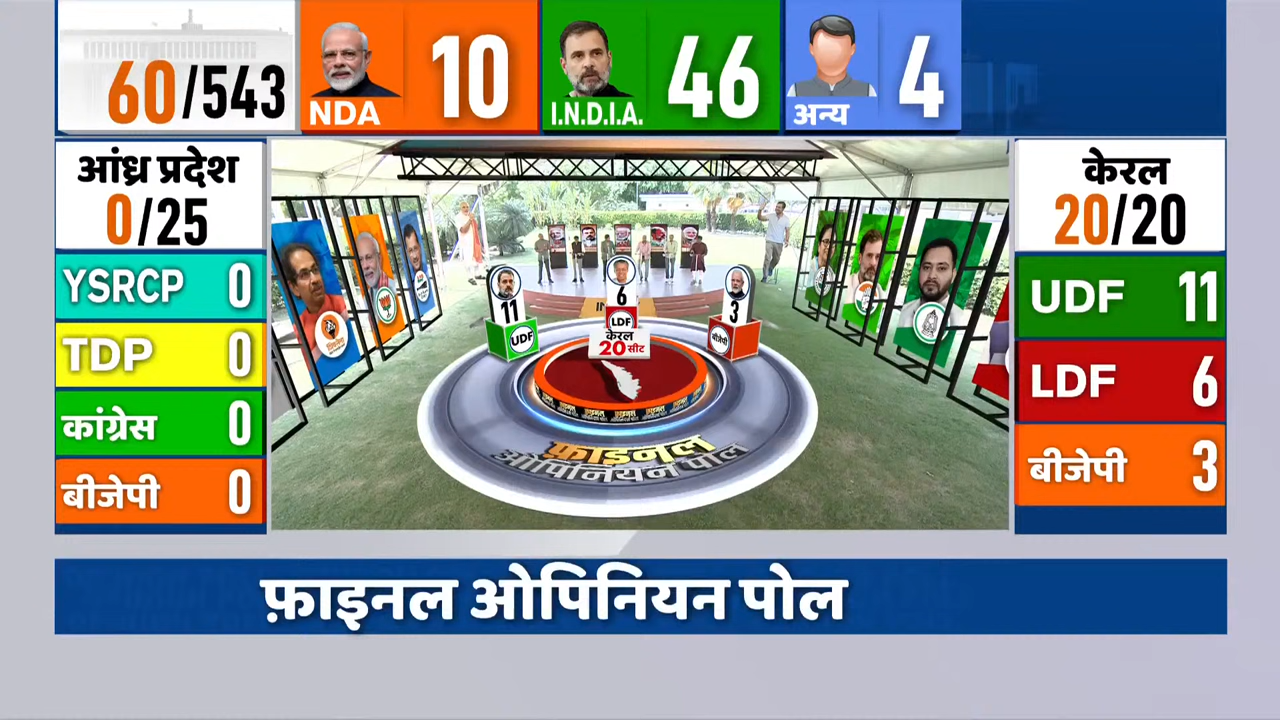 60/543
NDA
10
I.N.D.I.A.
46
अन्य
4
आंध्र प्रदेश
0/25
YSRCP 0
TDP 0
कांग्रेस 0
बीजेपी 0
11
UDF
6
LDF
केरल
20 सीट
3
बीजेपी
फ़ाइनल
ओपिनियन पोल
केरल
20/20
UDF 11
LDF 6
बीजेपी 3
फ़ाइनल ओपिनियन पोल